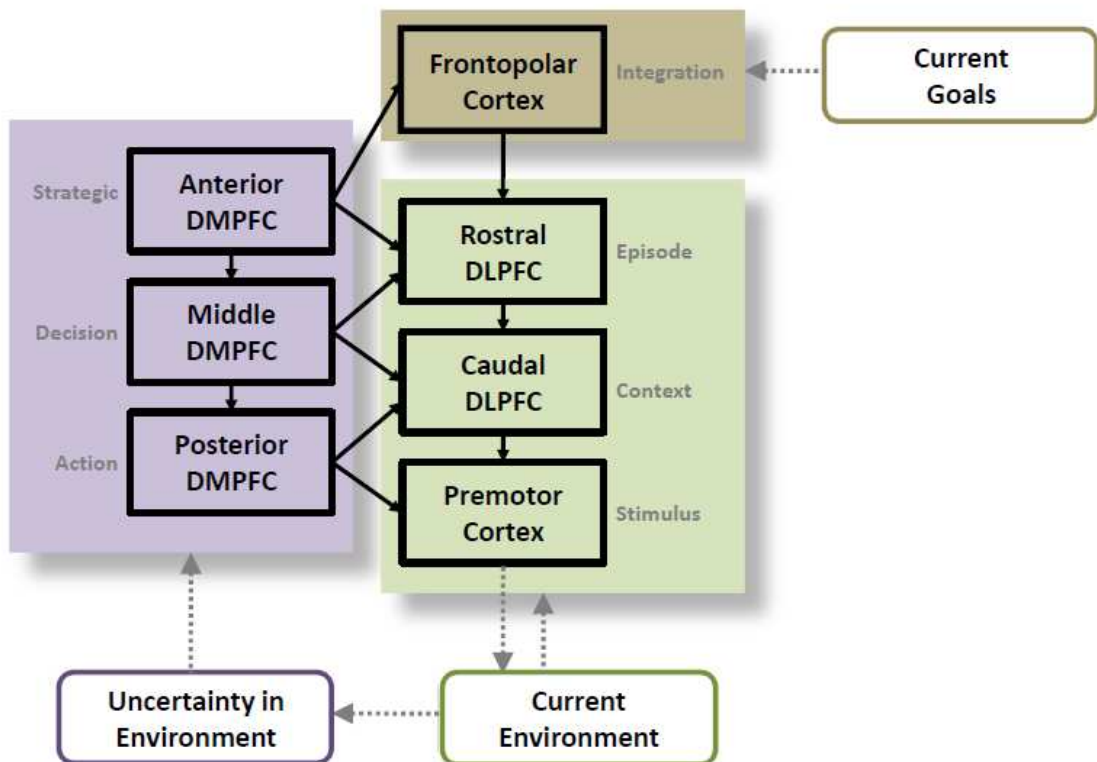 Frontopolar
Cortex
Integration
Current
Goals
Strategic
Anterior
DMPFC
Rostral
DLPFC
Episode
Decision
Middle
DMPFC
Caudal
DLPFC
Context
Action
Posterior
DMPFC
Premotor
Cortex
Stimulus
Uncertainty in
Environment
Current
Environment